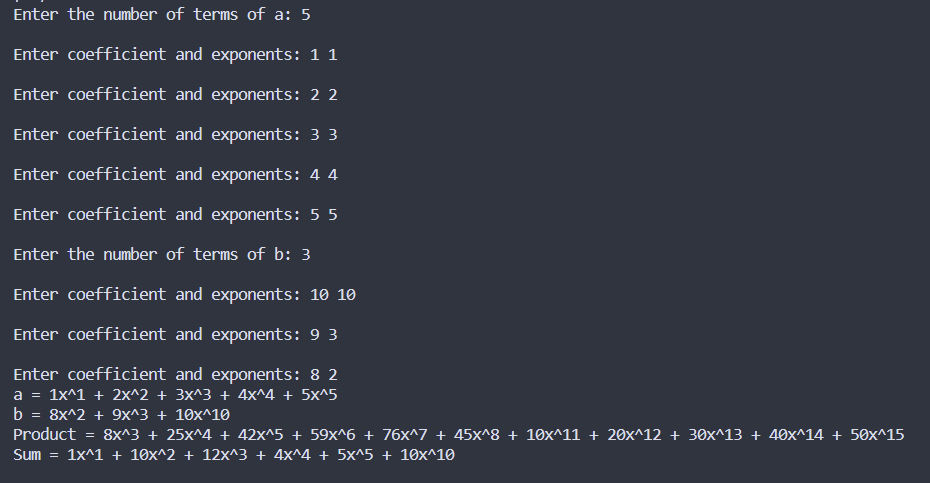 Enter the number of terms of a: 5
Enter coefficient and exponents: 1 1
Enter coefficient and exponents: 2 2
Enter coefficient and exponents: 3 3
Enter coefficient and exponents: 4 4
Enter coefficient and exponents: 5 5
Enter the number of terms of b: 3
Enter coefficient and exponents: 10 10
Enter coefficient and exponents: 9 3
Enter coefficient and exponents: 8 2
a = 1x^1 + 2x^2 + 3x^3 + 4x^4 + 5x^5
b = 8x^2 + 9x^3 + 10x^10
Product = 8x^3 + 25x^4 + 42x^5 + 59x^6 + 76x^7 + 45x^8 + 10x^11 + 20x^12 + 30x^13 + 40x^14 + 50x^15
Sum = 1x^1 + 10x^2 + 12x^3 + 4x^4 + 5x^5 + 10x^10